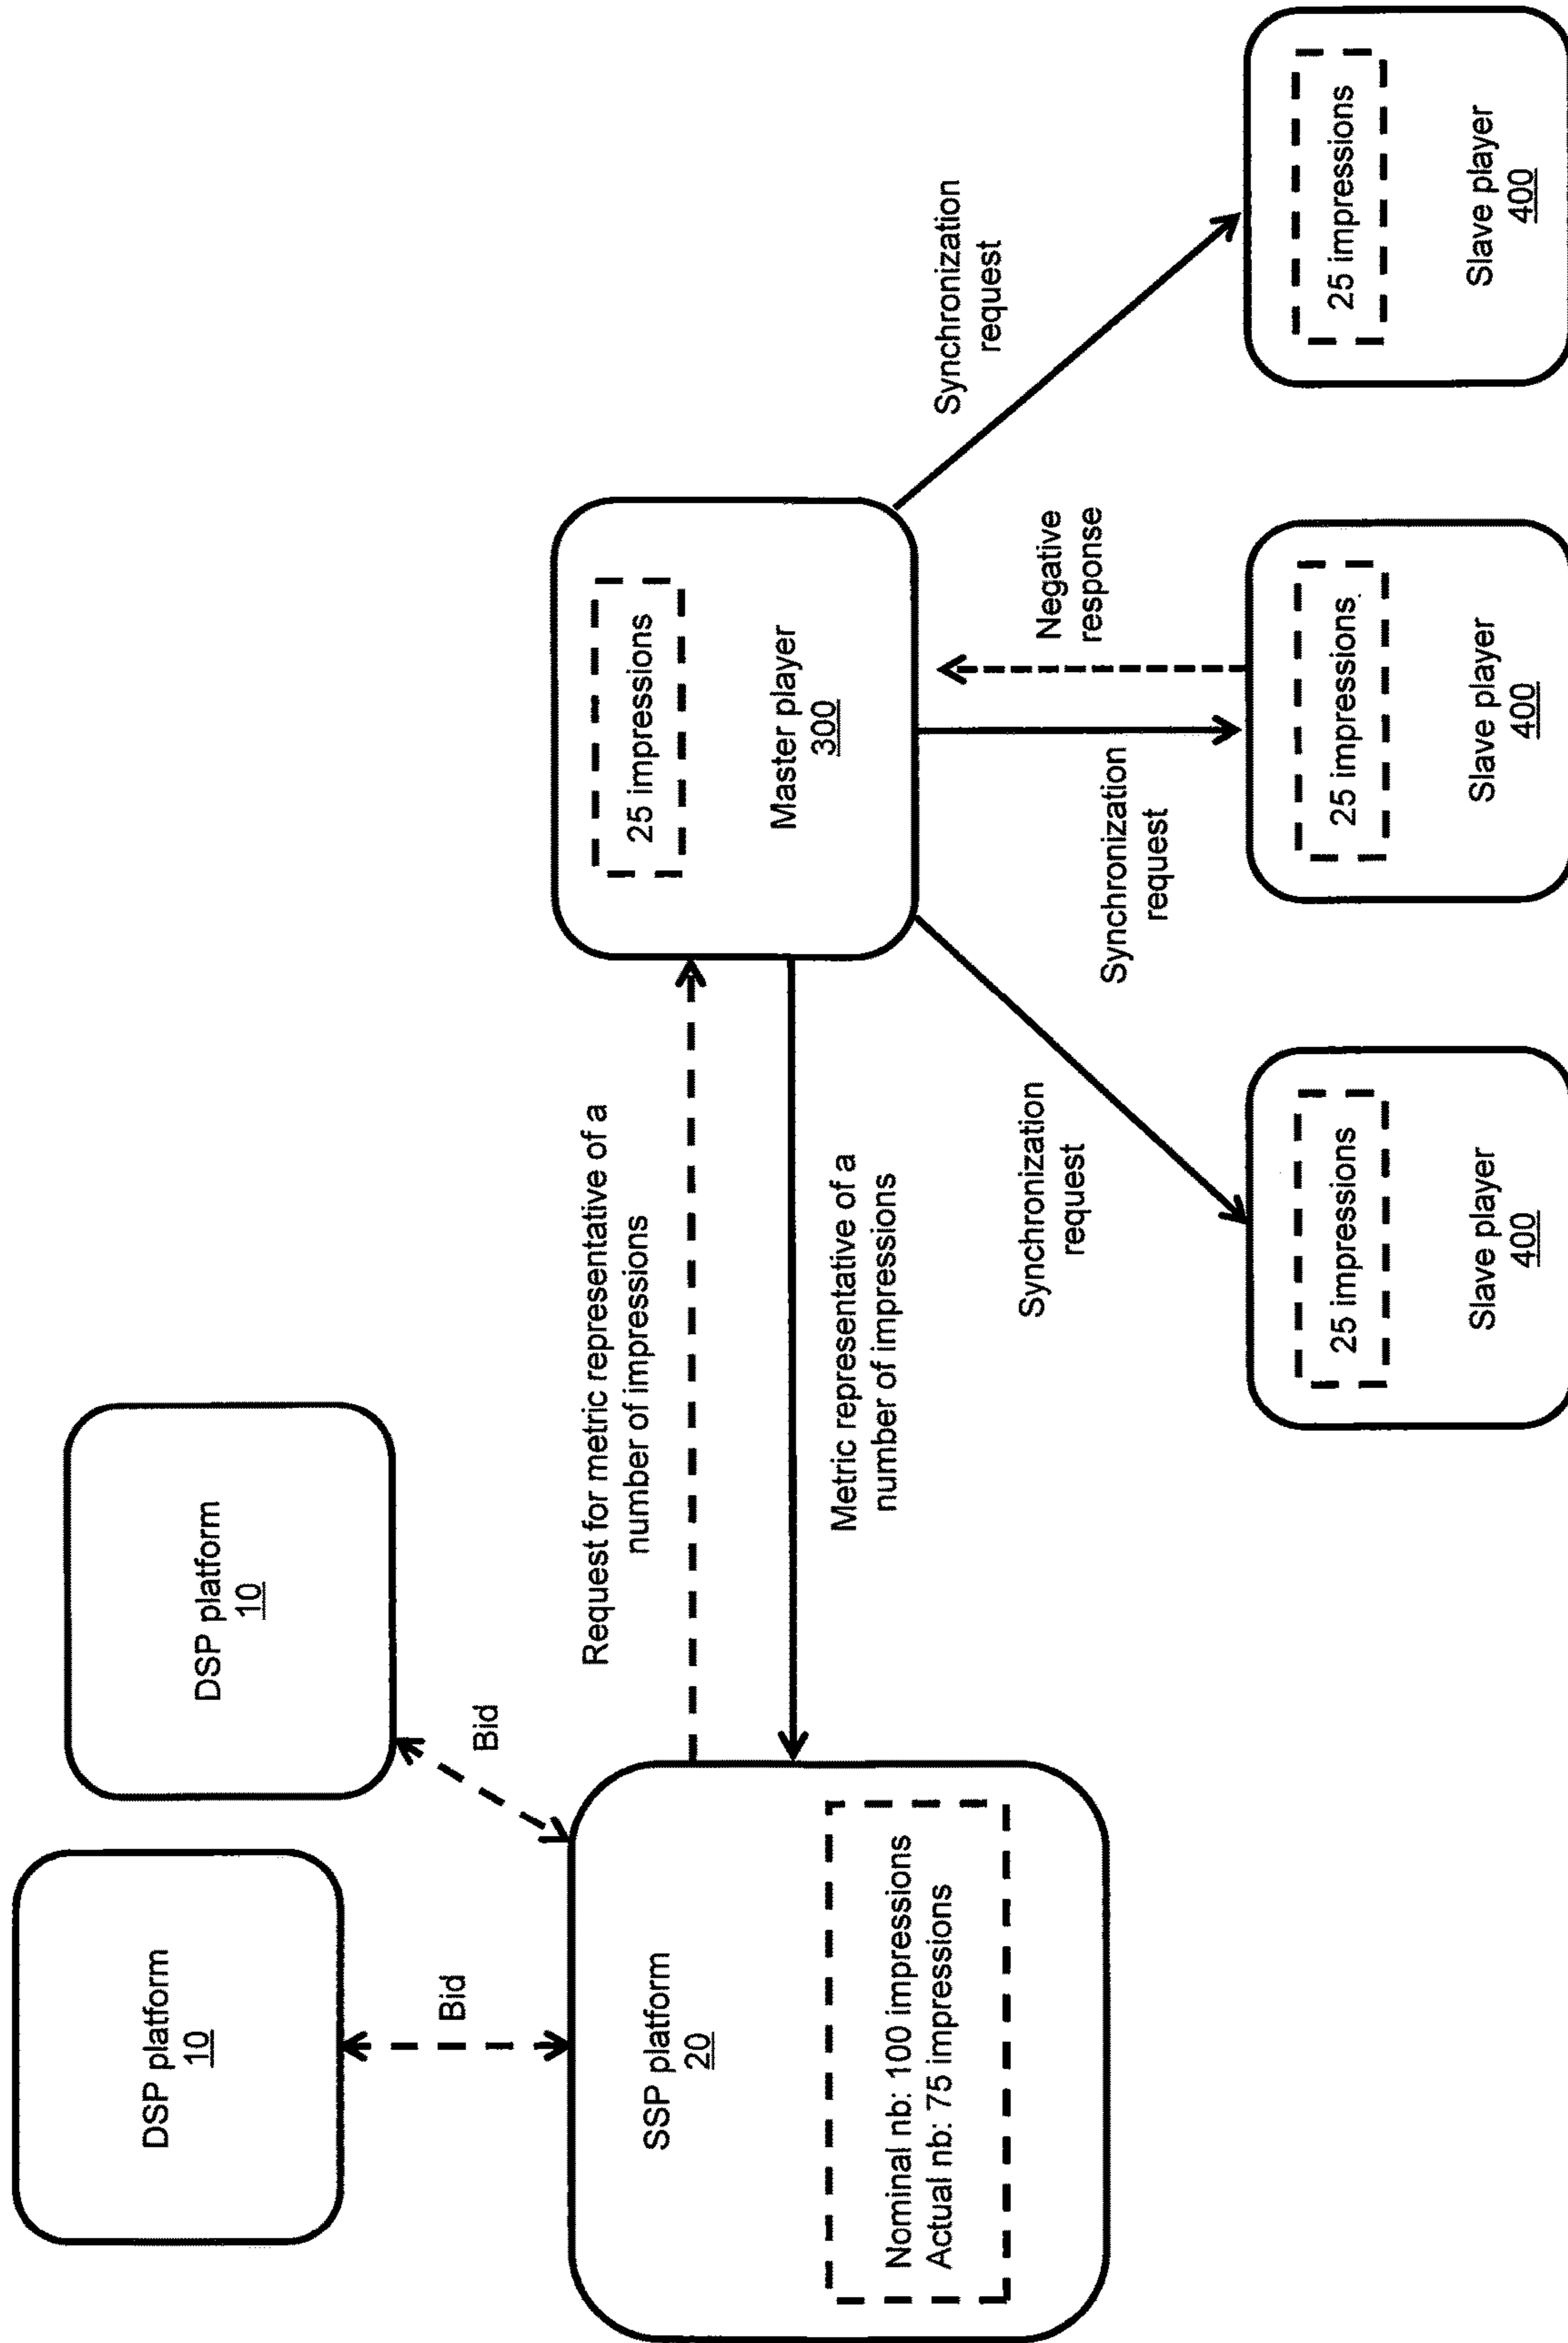 DSP platform
10
DSP platform
10
Bid
Bid
SSP platform
20
Nominal nb: 100 impressions
Actual nb: 75 impressions
Request for metric representative of a
number of impressions
Metric representative of a
number of impressions
25 impressions
Master player
300
Synchronization
request
Synchronization
request
Negative
response
Synchronization
request
25 impressions
Slave player
400
25 impressions
Slave player
400
25 impressions
Slave player
400